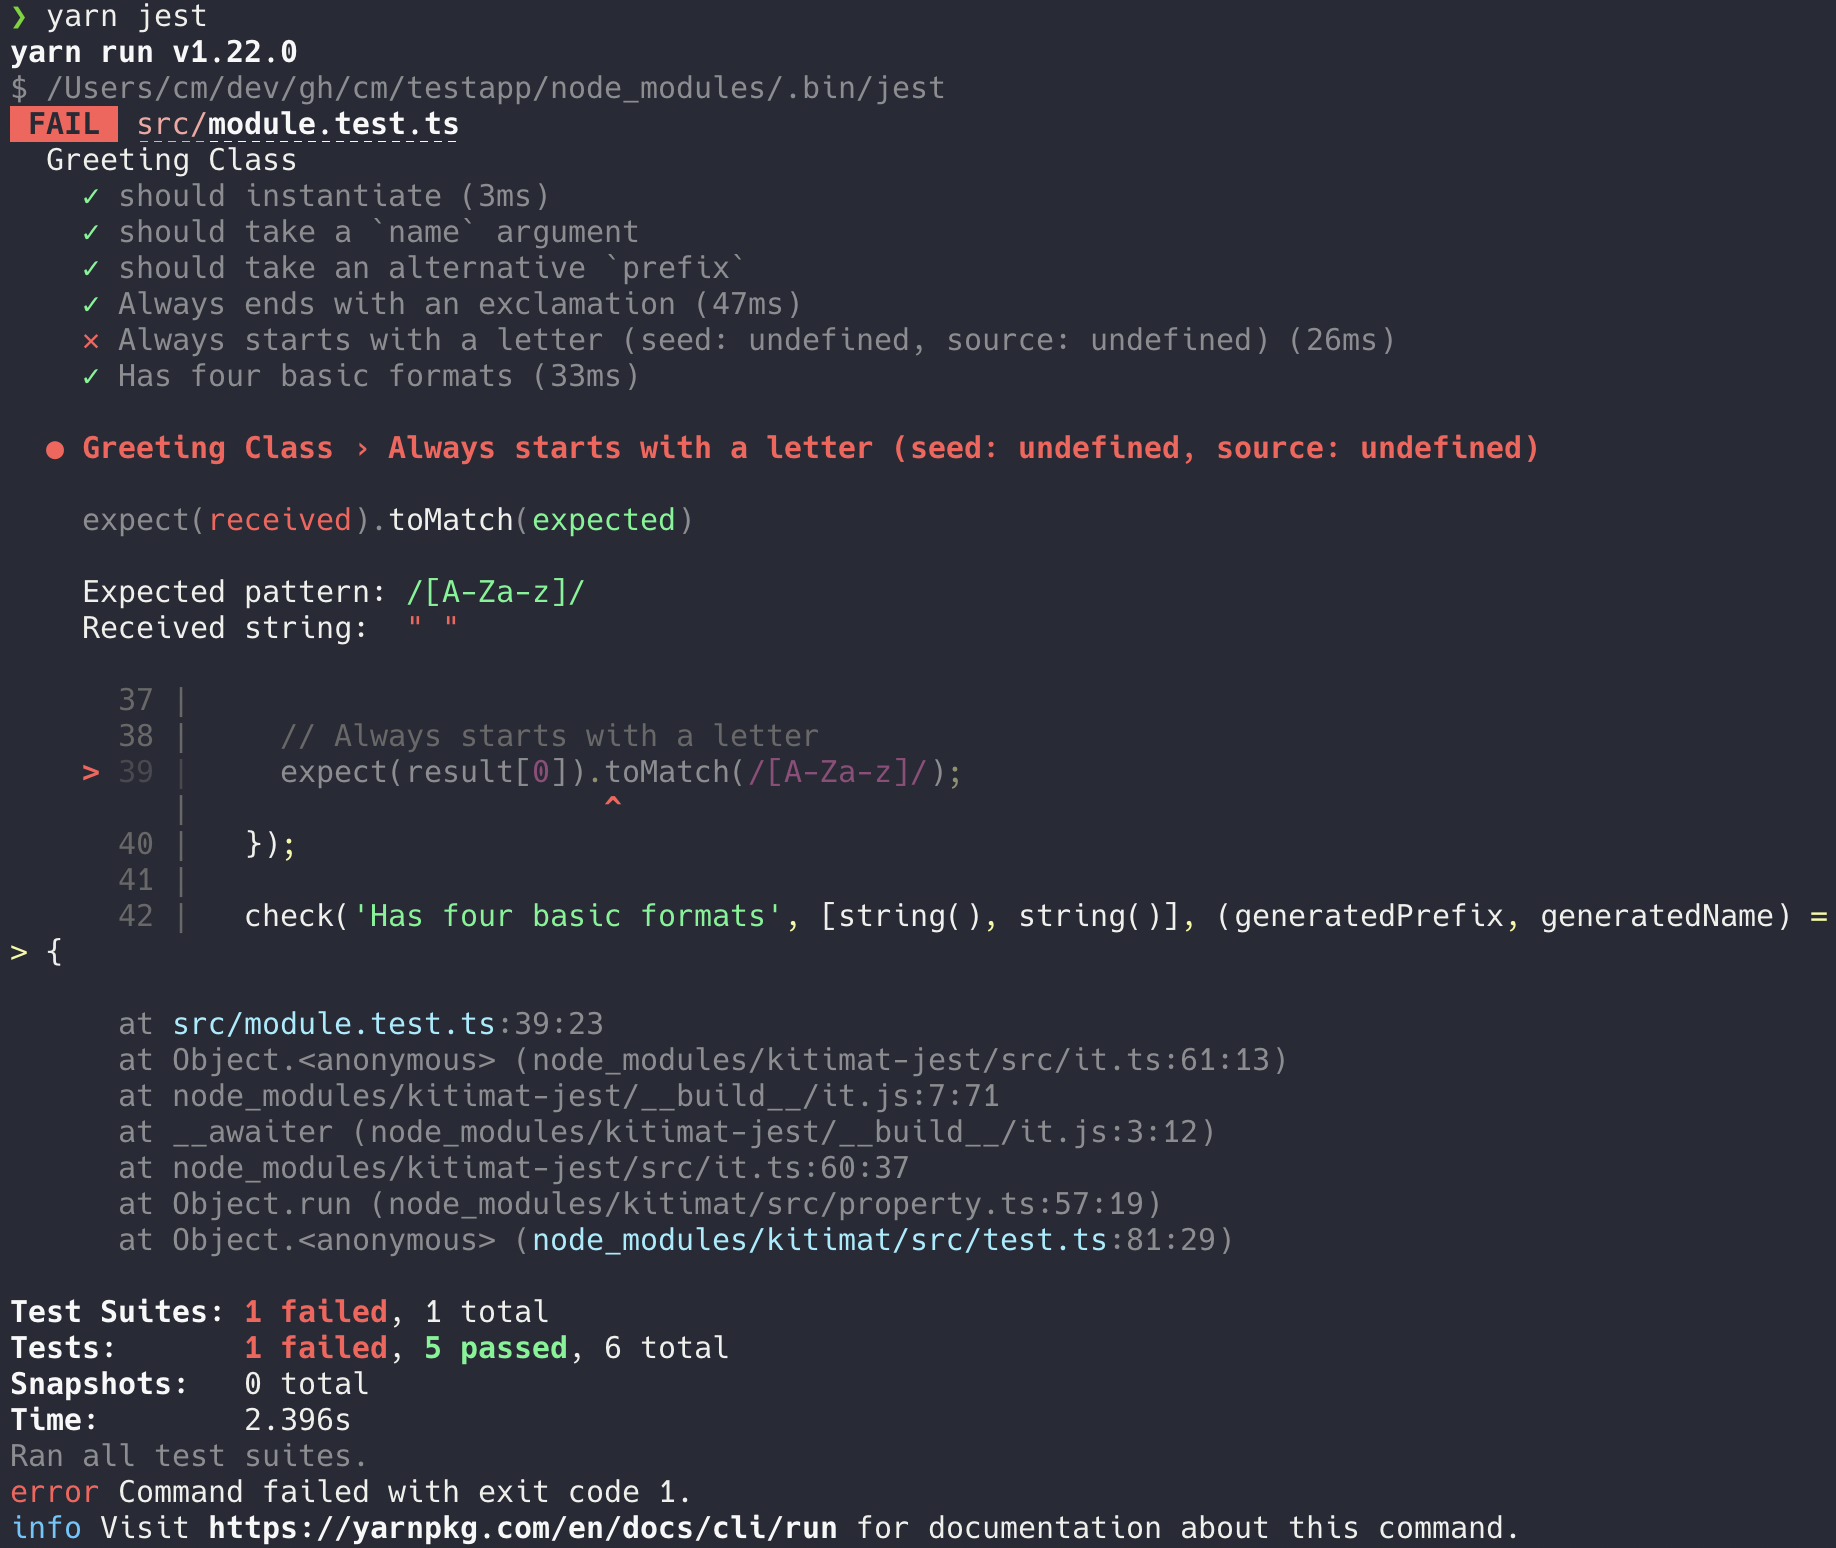 ❯ yarn jest
yarn run v1.22.0
$ /Users/cm/dev/gh/cm/testapp/node_modules/.bin/jest
FAIL src/module.test.ts
Greeting Class
✓ should instantiate (3ms)
✓ should take a `name` argument
✓ should take an alternative `prefix`
✓ Always ends with an exclamation (47ms)
✕ Always starts with a letter (seed: undefined, source: undefined) (26ms)
✓ Has four basic formats (33ms)
● Greeting Class › Always starts with a letter (seed: undefined, source: undefined)
expect(received).toMatch(expected)
Expected pattern: /[A-Za-z]/
Received string:  " "
37 |
38 |     // Always starts with a letter
> 39 |     expect(result[0]).toMatch(/[A-Za-z]/);
|                       ^
40 |   });
41 |
42 |   check('Has four basic formats', [string(), string()], (generatedPrefix, generatedName) =
> {
at src/module.test.ts:39:23
at Object.<anonymous> (node_modules/kitimat-jest/src/it.ts:61:13)
at node_modules/kitimat-jest/__build__/it.js:7:71
at __awaiter (node_modules/kitimat-jest/__build__/it.js:3:12)
at node_modules/kitimat-jest/src/it.ts:60:37
at Object.run (node_modules/kitimat/src/property.ts:57:19)
at Object.<anonymous> (node_modules/kitimat/src/test.ts:81:29)
Test Suites: 1 failed, 1 total
Tests:       1 failed, 5 passed, 6 total
Snapshots:   0 total
Time:        2.396s
Ran all test suites.
error Command failed with exit code 1.
info Visit https://yarnpkg.com/en/docs/cli/run for documentation about this command.